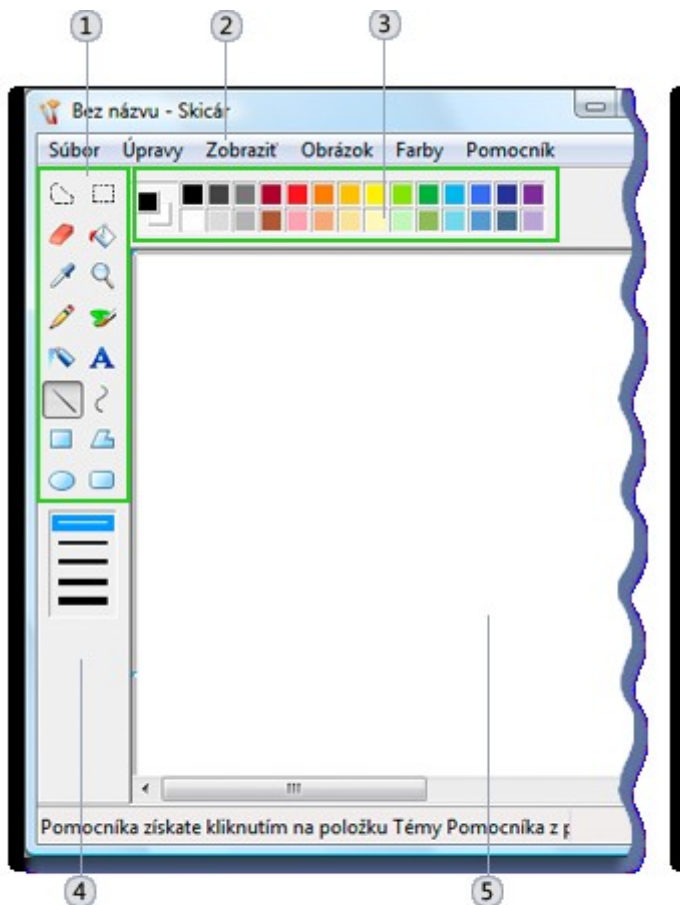 1 2 3
Bez názvu - Skicár
Súbor Úpravy Zobraziť Obrázok Farby Pomocník
A
Pomocníka získate kliknutím na položku Témy Pomocníka z p
4 5